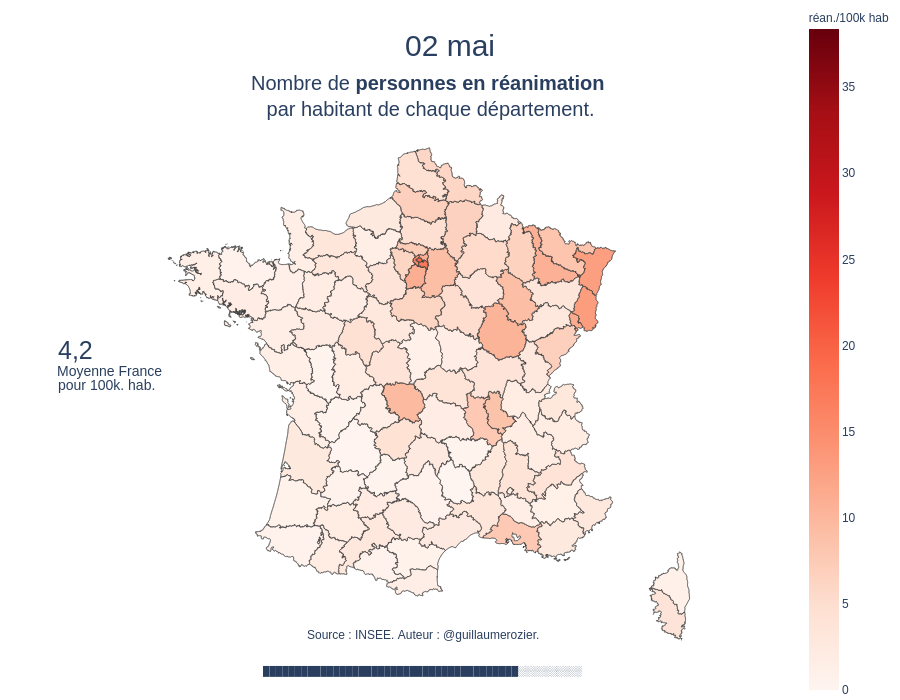 réan./100k hab
02 mai
Nombre de personnes en réanimation
par habitant de chaque département.
35
30
25
20
15
10
5
0
4,2
Moyenne France
pour 100k. hab.
Source : INSEE. Auteur : @guillaumerozier.